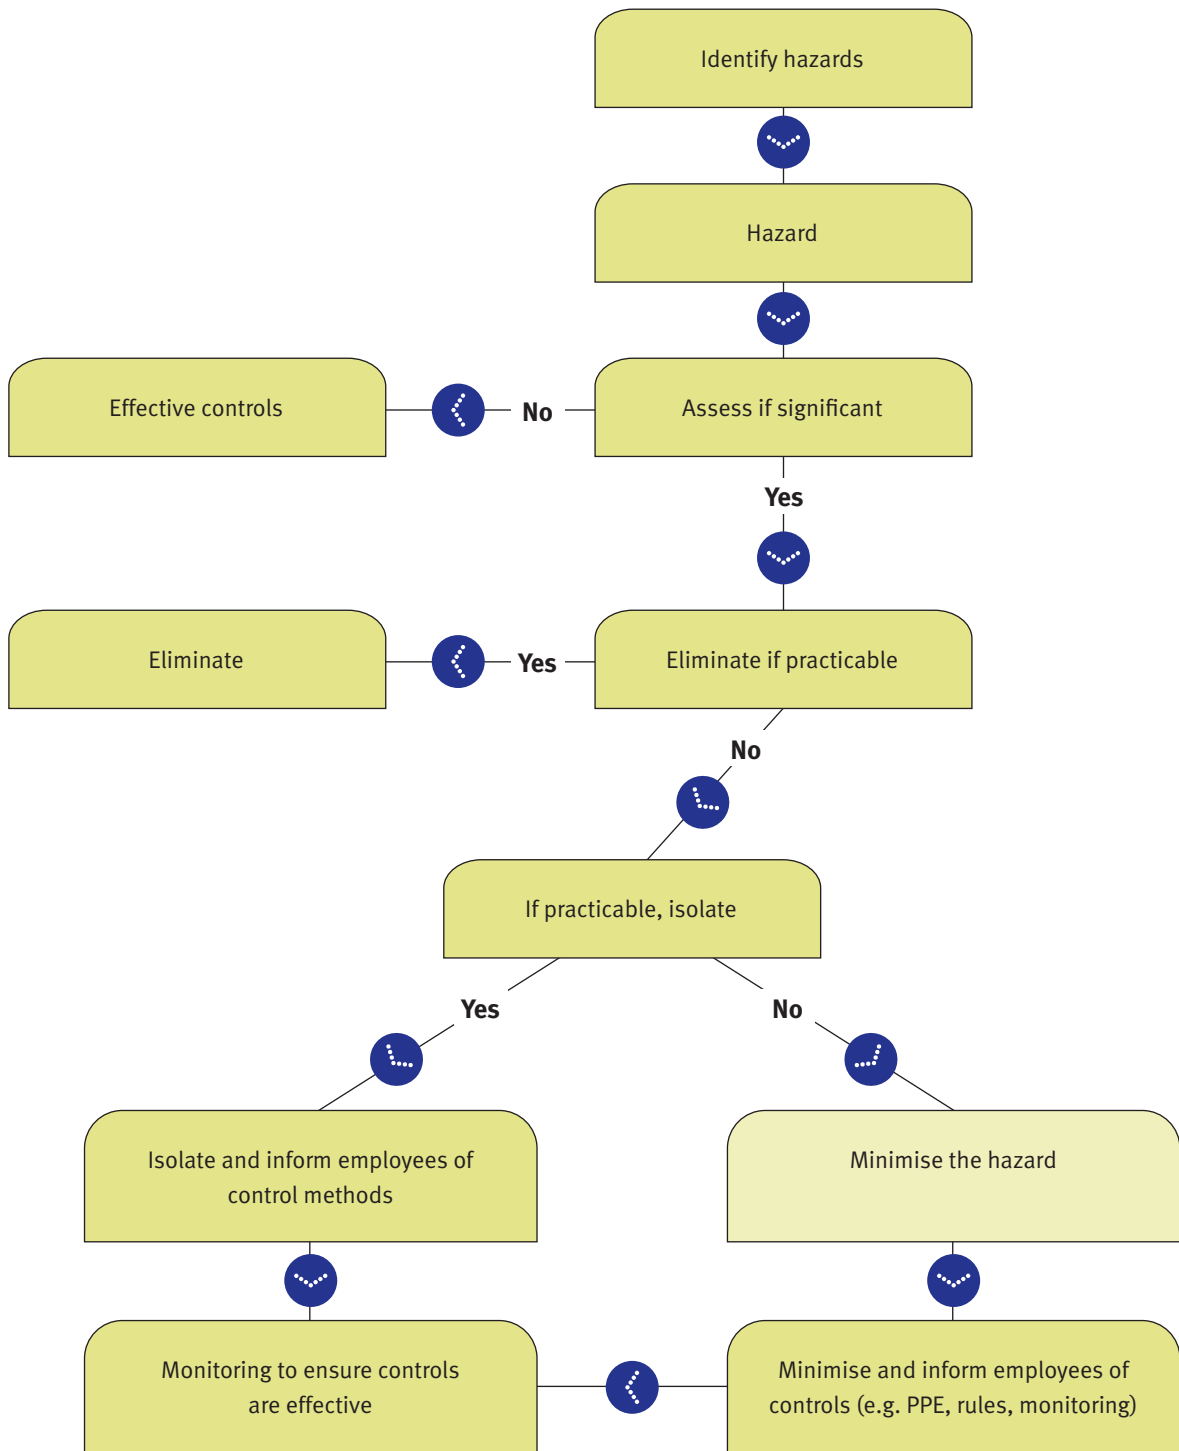 Identify hazards
Hazard
Effective controls
No
Assess if significant
Yes
Eliminate
Yes
Eliminate if practicable
No
If practicable, isolate
Yes
No
Isolate and inform employees of
control methods
Minimise the hazard
Monitoring to ensure controls
are effective
Minimise and inform employees of
controls (e.g. PPE, rules, monitoring)